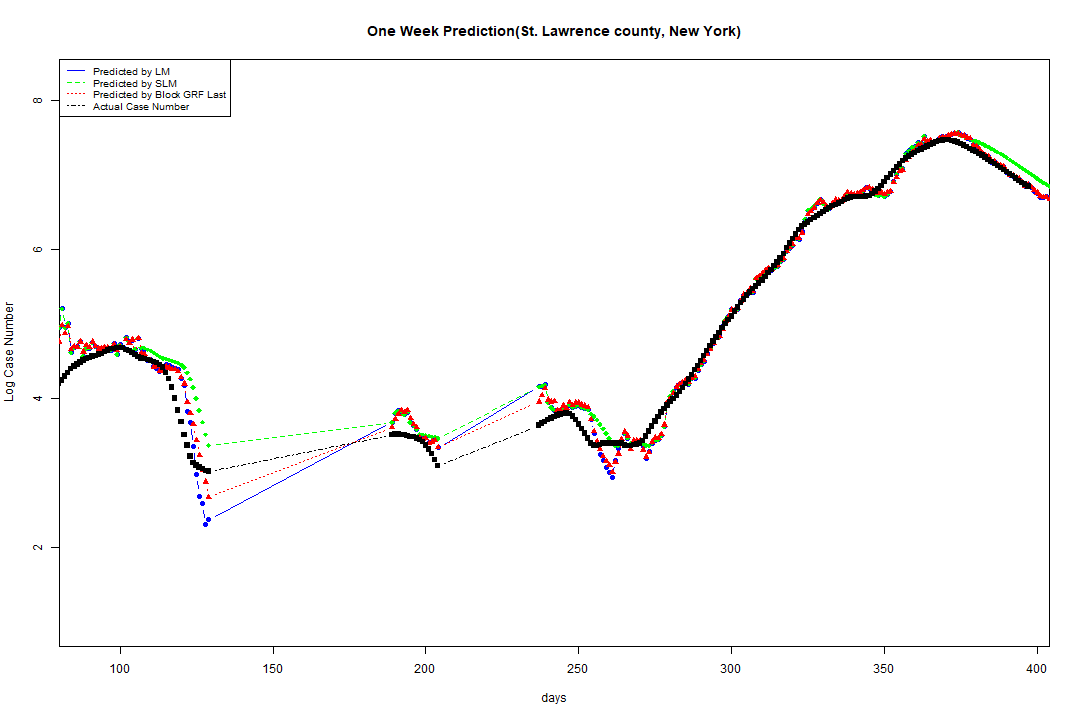 One Week Prediction(St. Lawrence county, New York)
Predicted by LM
Predicted by SLM
Predicted by Block GRF Last
Actual Case Number
8
6
4
2
Log Case Number
100 150 200 250 300 350 400
days